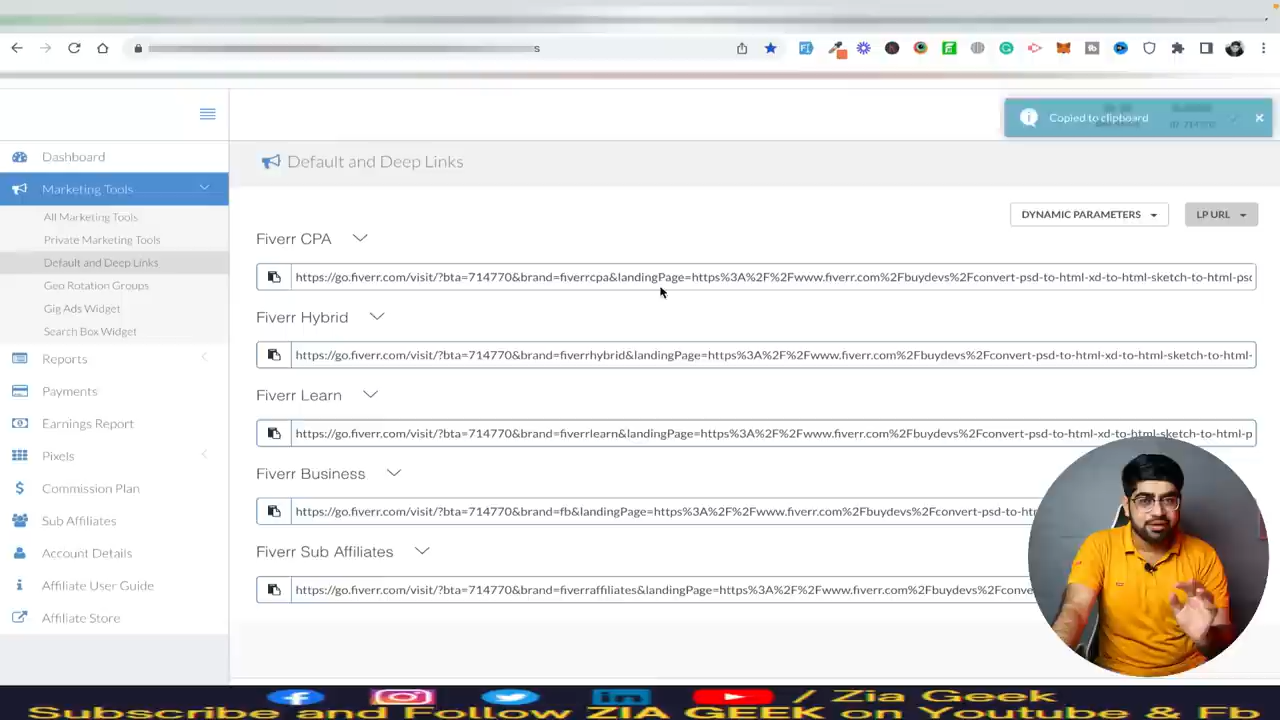 s
Copied to clipboard
Dashboard
Marketing Tools
All Marketing Tools
Private Marketing Tools
Default and Deep Links
Geo Rotation Groups
Gig Ads Widget
Search Box Widget
Reports
Payments
Earnings Report
Pixels
Commission Plan
Sub Affiliates
Account Details
Affiliate User Guide
Affiliate Store
Default and Deep Links
DYNAMIC PARAMETERS
LP URL
Fiverr CPA
https://go.fiverr.com/visit/?bta=714770&brand=fiverrcpa&landingPage=https%3A%2F%2Fwww.fiverr.com%2Fbuydevs%2Fconvert-psd-to-html-xd-to-html-sketch-to-html-psd
Fiverr Hybrid
https://go.fiverr.com/visit/?bta=714770&brand=fiverrhybrid&landingPage=https%3A%2F%2Fwww.fiverr.com%2Fbuydevs%2Fconvert-psd-to-html-xd-to-html-sketch-to-html-
Fiverr Learn
https://go.fiverr.com/visit/?bta=714770&brand=fiverrlearn&landingPage=https%3A%2F%2Fwww.fiverr.com%2Fbuydevs%2Fconvert-psd-to-html-xd-to-html-sketch-to-html-p
Fiverr Business
https://go.fiverr.com/visit/?bta=714770&brand=fb&landingPage=https%3A%2F%2Fwww.fiverr.com%2Fbuydevs%2Fconvert-psd-to-ht
Fiverr Sub Affiliates
https://go.fiverr.com/visit/?bta=714770&brand=fiverraffiliates&landingPage=https%3A%2F%2Fwww.fiverr.com%2Fbuydevs%2Fconve
/ Zia Geek
Subscribe and Follow ZIA GEEK on Youtube & Fb